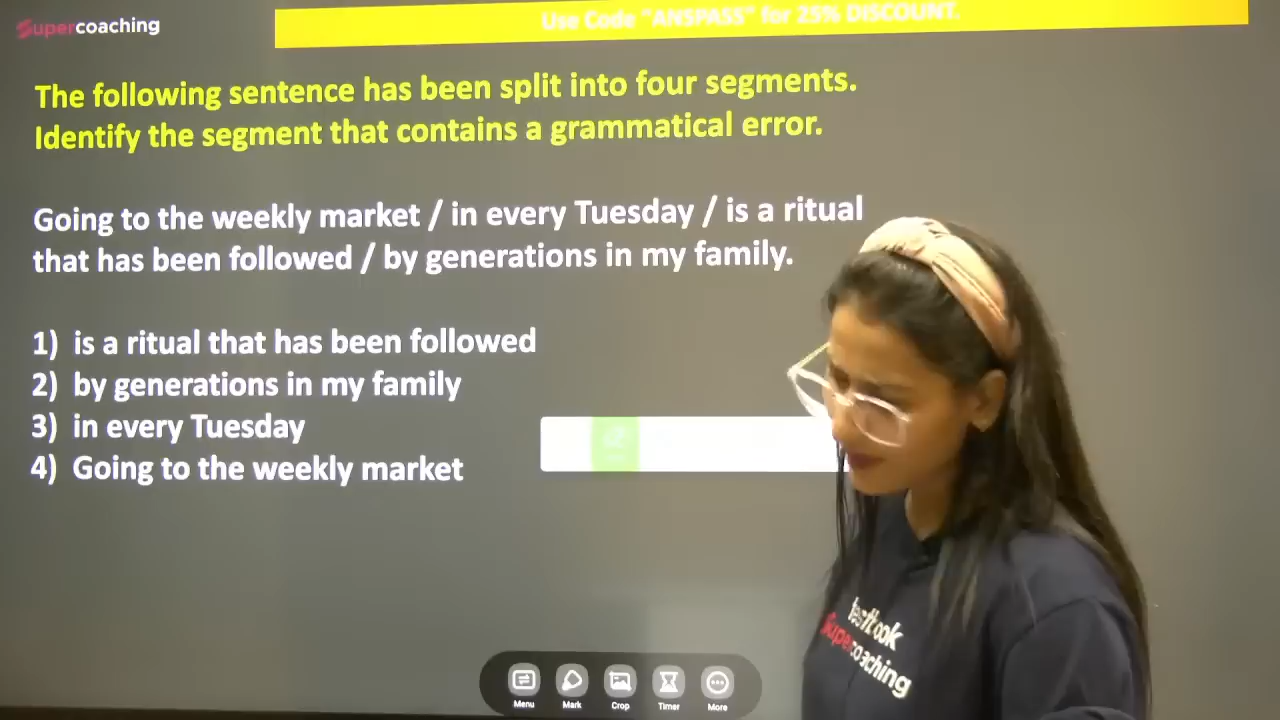 Supercoaching
Use Code "ANSPASS" for 25% DISCOUNT.
The following sentence has been split into four segments.
Identify the segment that contains a grammatical error.
Going to the weekly market / in every Tuesday / is a ritual
that has been followed / by generations in my family.
1) is a ritual that has been followed
2) by generations in my family
3) in every Tuesday
4) Going to the weekly market
testbook
Supercoaching
Menu Mark Crop Timer More